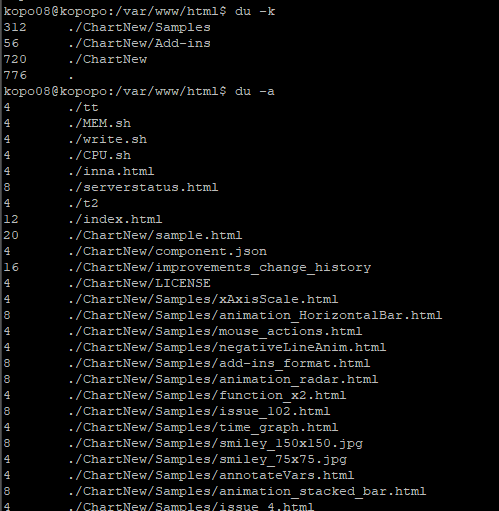 kopo08@kopopo:/var/www/html$ du -k
312 ./ChartNew/Samples
56 ./ChartNew/Add-ins
720 ./ChartNew
776 .
kopo08@kopopo:/var/www/html$ du -a
4 ./tt
4 ./MEM.sh
4 ./write.sh
4 ./CPU.sh
4 ./inna.html
8 ./serverstatus.html
4 ./t2
12 ./index.html
20 ./ChartNew/sample.html
4 ./ChartNew/component.json
16 ./ChartNew/improvements_change_history
4 ./ChartNew/LICENSE
4 ./ChartNew/Samples/xAxisScale.html
8 ./ChartNew/Samples/animation_HorizontalBar.html
4 ./ChartNew/Samples/mouse_actions.html
4 ./ChartNew/Samples/negativeLineAnim.html
8 ./ChartNew/Samples/add-ins_format.html
8 ./ChartNew/Samples/animation_radar.html
4 ./ChartNew/Samples/function_x2.html
8 ./ChartNew/Samples/issue_102.html
4 ./ChartNew/Samples/time_graph.html
8 ./ChartNew/Samples/smiley_150x150.jpg
4 ./ChartNew/Samples/smiley_75x75.jpg
4 ./ChartNew/Samples/annotateVars.html
8 ./ChartNew/Samples/animation_stacked_bar.html
4 ./ChartNew/Samples/issue_4.html